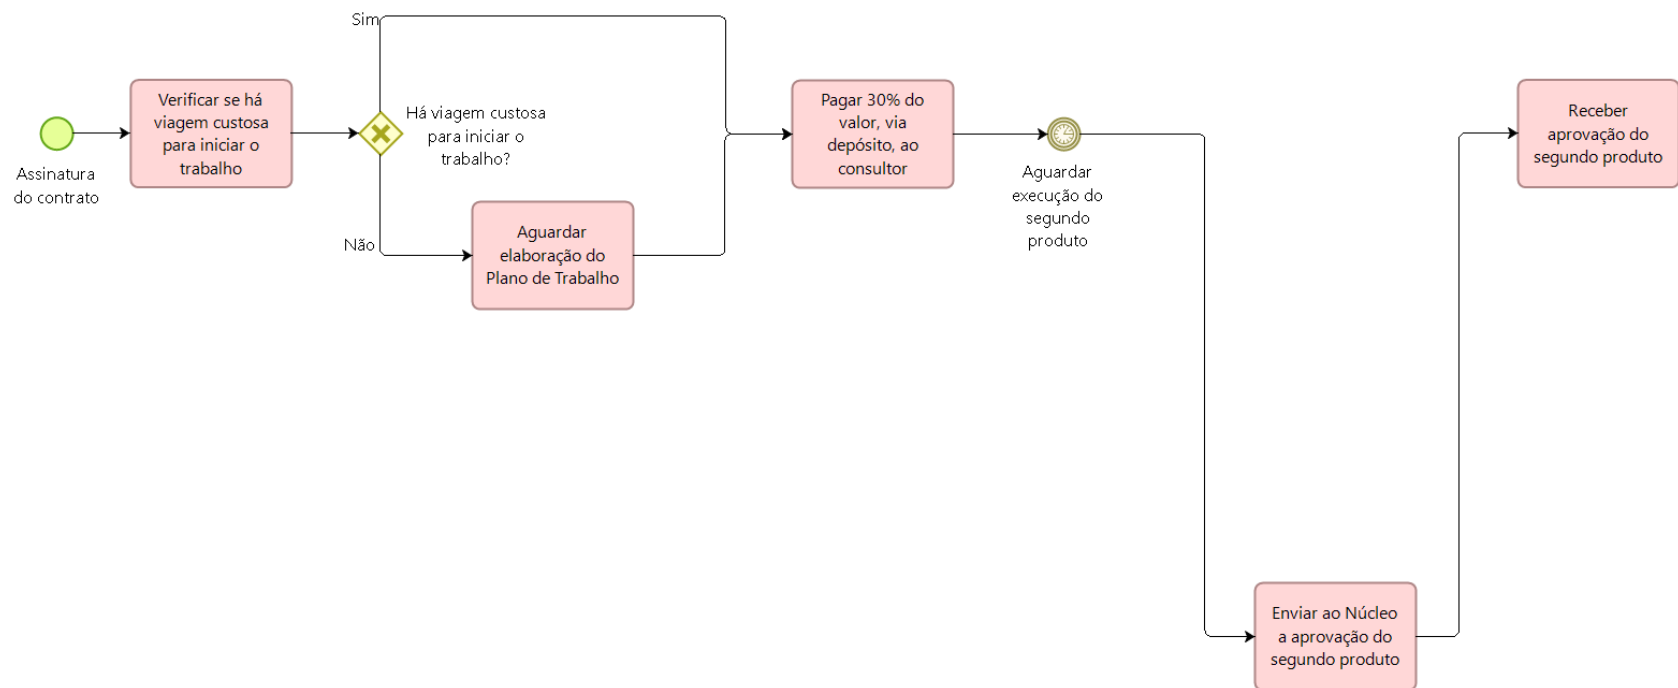 Sim
Assinatura
do contrato
Verificar se há
viagem custosa
para iniciar o
trabalho
Há viagem custosa
para iniciar o
trabalho?
Não
Aguardar
elaboração do
Plano de Trabalho
Pagar 30% do
valor, via
depósito, ao
consultor
Aguardar
execução do
segundo
produto
Enviar ao Núcleo
a aprovação do
segundo produto
Receber
aprovação do
segundo produto